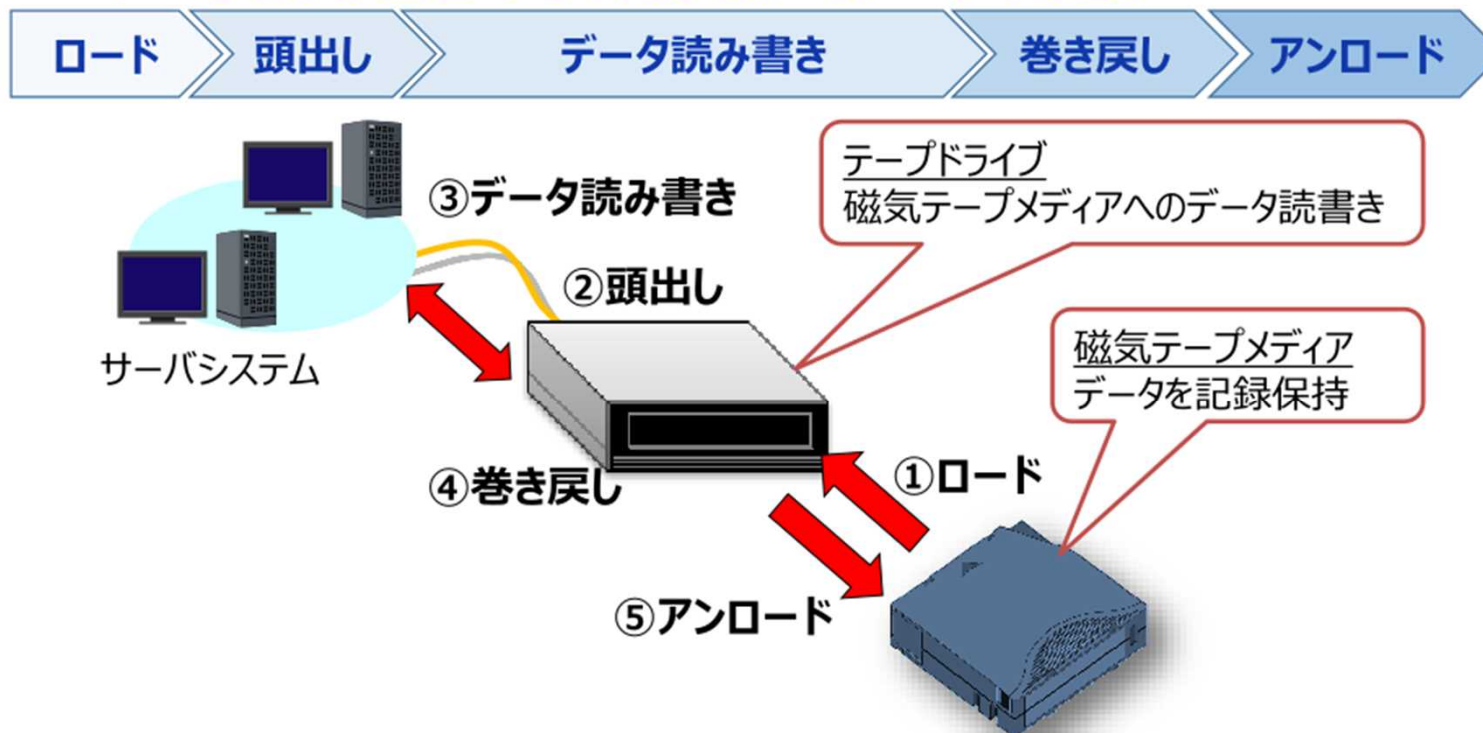 ロード
頭出し
データ読み書き
巻き戻し
アンロード
テープドライブ
磁気テープメディアへのデータ読書き
③データ読み書き
②頭出し
サーバシステム
磁気テープメディア
データを記録保持
④巻き戻し
①ロード
⑤アンロード